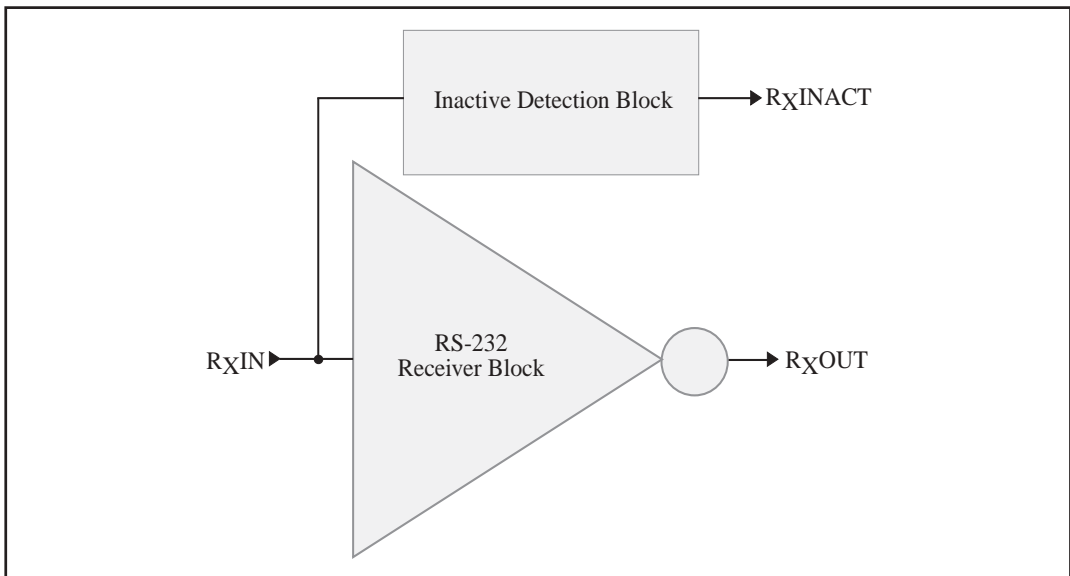 Inactive Detection Block
RXINACT
RS-232
Receiver Block
RXIN
RXOUT